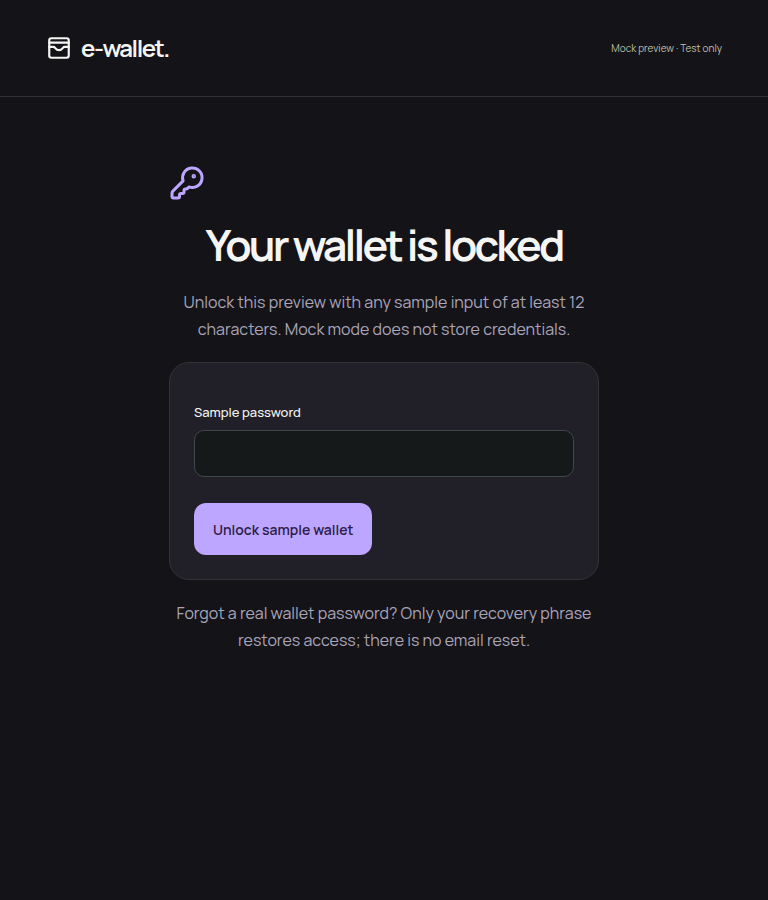 e-wallet.
Mock preview · Test only
Your wallet is locked
Unlock this preview with any sample input of at least 12
characters. Mock mode does not store credentials.
Sample password
Unlock sample wallet
Forgot a real wallet password? Only your recovery phrase
restores access; there is no email reset.